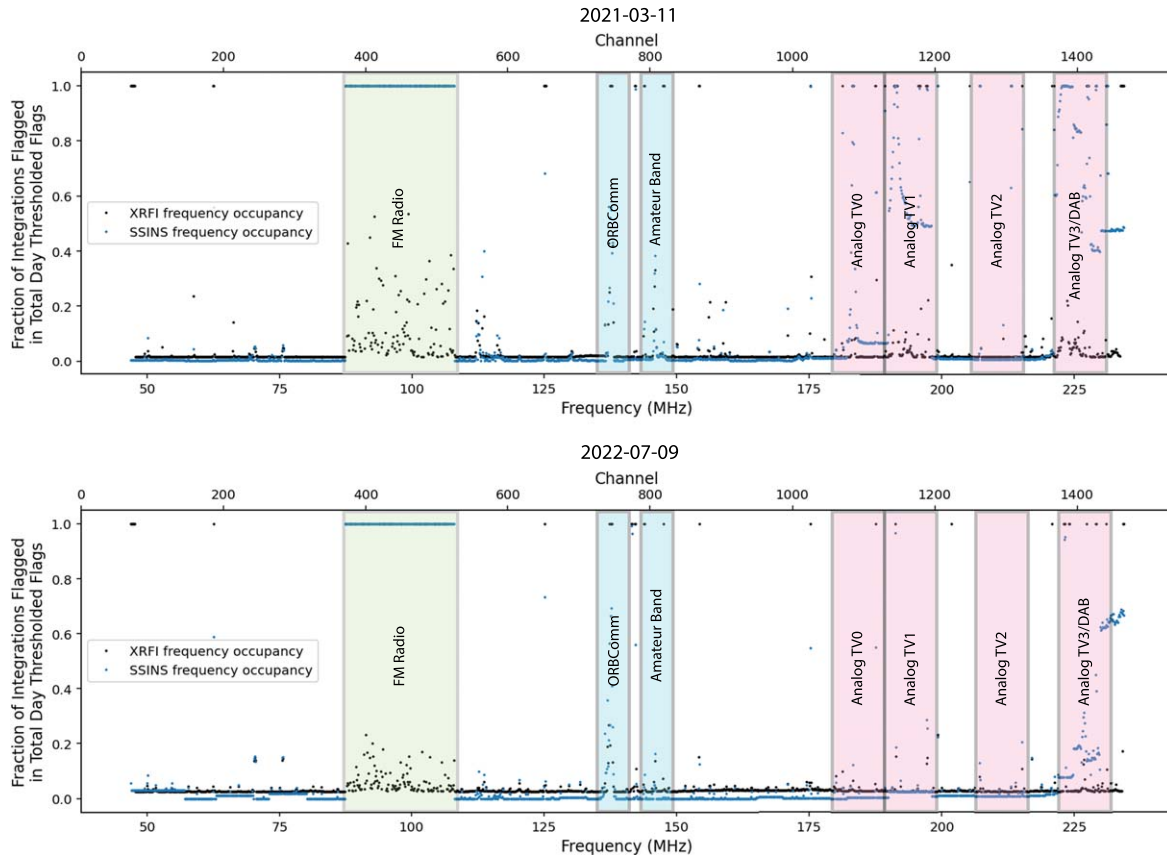 2021-03-11
Channel
0 200 400 600 800 1000 1200 1400
1.0
0.8
0.6
0.4
0.2
0.0
Fraction of Integrations Flagged
in Total Day Thresholded Flags
XRFI frequency occupancy
SSINS frequency occupancy
FM Radio
ORBComm
Amateur Band
Analog TV0
Analog TV1
Analog TV2
Analog TV3/DAB
50 75 100 125 150 175 200 225
Frequency (MHz)
2022-07-09
Channel
0 200 400 600 800 1000 1200 1400
1.0
0.8
0.6
0.4
0.2
0.0
Fraction of Integrations Flagged
in Total Day Thresholded Flags
XRFI frequency occupancy
SSINS frequency occupancy
FM Radio
ORBComm
Amateur Band
Analog TV0
Analog TV1
Analog TV2
Analog TV3/DAB
50 75 100 125 150 175 200 225
Frequency (MHz)